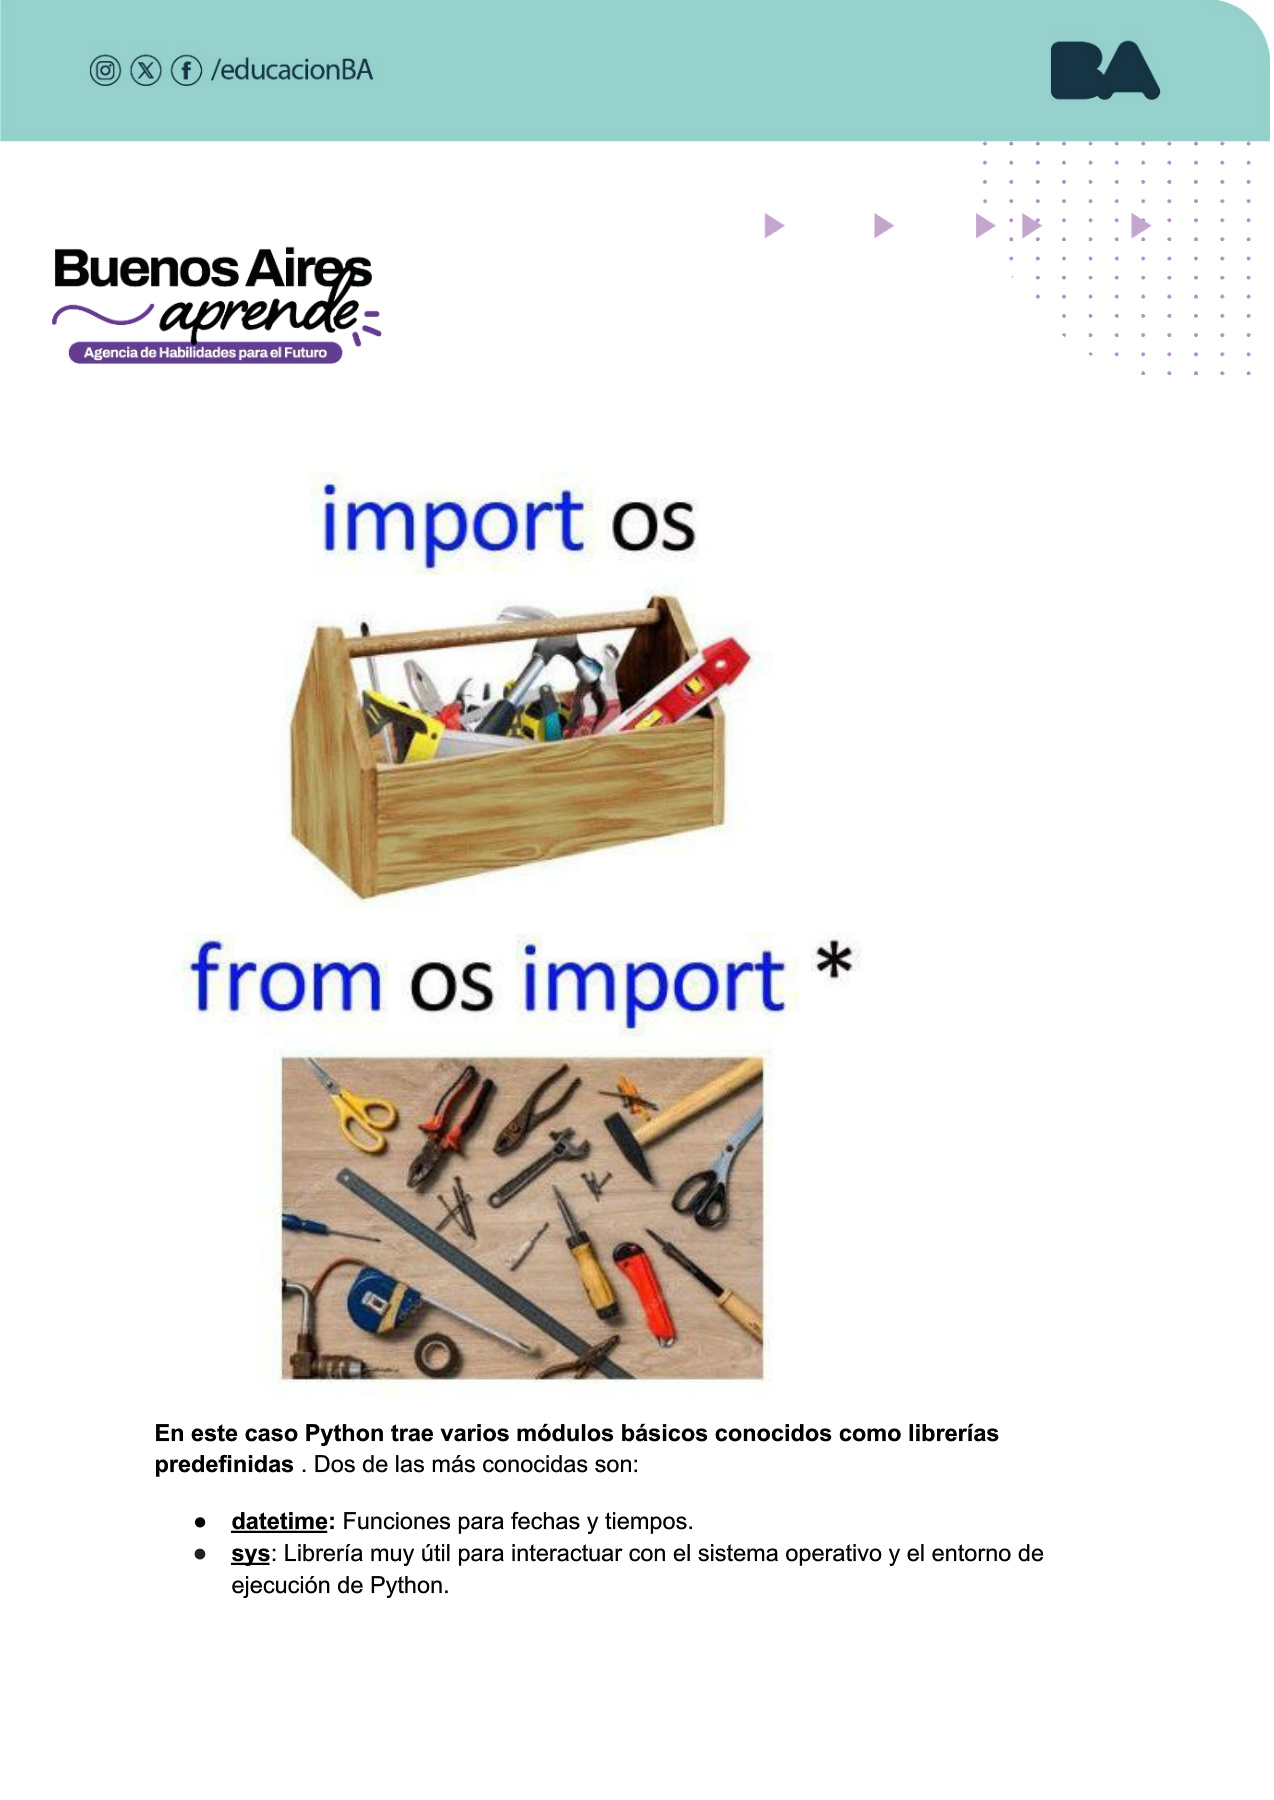 /educacionBA
BA
Buenos Aires
aprende
Agencia de Habilidades para el Futuro
import os
from os import *
En este caso Python trae varios módulos básicos conocidos como librerías
predefinidas . Dos de las más conocidas son:
● datetime: Funciones para fechas y tiempos.
● sys: Librería muy útil para interactuar con el sistema operativo y el entorno de
ejecución de Python.